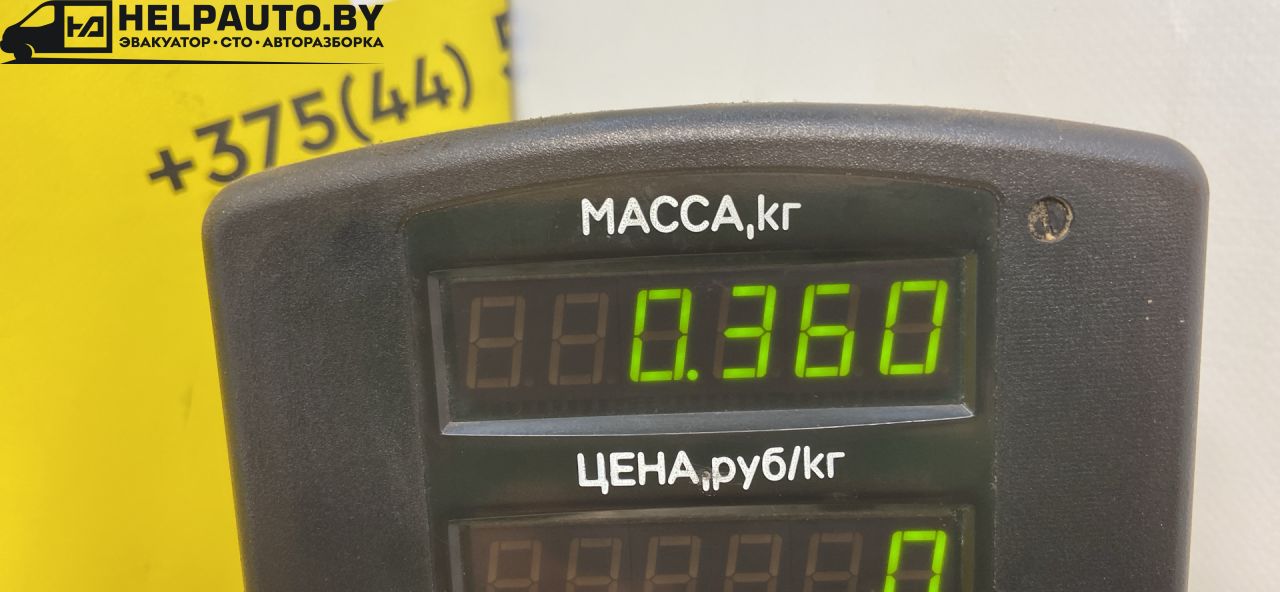 HELPAUTO.BY
ЭВАКУАТОР · СТО · АВТОРАЗБОРКА
+375(44)
МАССА,кг
0.360
ЦЕНА,руб/кг
0